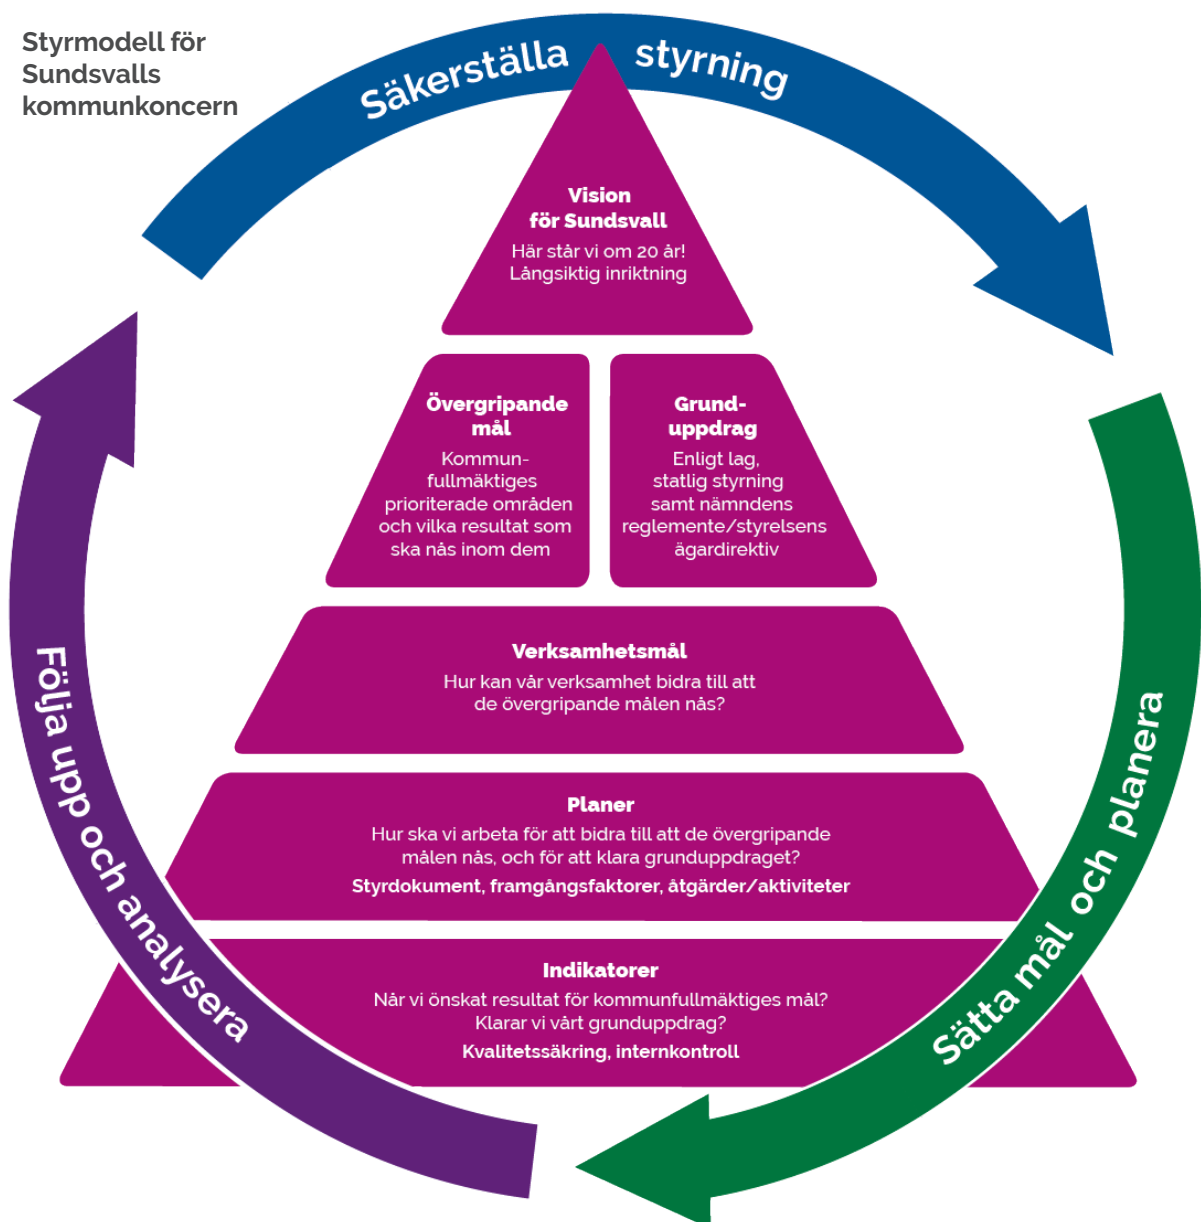 Styrmodell för
Sundsvalls
kommunkoncern
Säkerställa styrning
Vision
för Sundsvall
Här står vi om 20 år!
Långsiktig inriktning
Övergripande
mål
Kommun-
fullmäktiges
prioriterade områden
och vilka resultat som
ska nås inom dem
Grund-
uppdrag
Enligt lag,
statlig styrning
samt nämndens
reglemente/styrelsens
ägardirektiv
Verksamhetsmål
Hur kan vår verksamhet bidra till att
de övergripande målen nås?
Planer
Hur ska vi arbeta för att bidra till att de övergripande
målen nås, och för att klara grunduppdraget?
Styrdokument, framgångsfaktorer, åtgärder/aktiviteter
Indikatorer
Når vi önskat resultat för kommunfullmäktiges mål?
Klarar vi vårt grunduppdrag?
Kvalitetssäkring, internkontroll
Sätta mål och planera
Följa upp och analysera